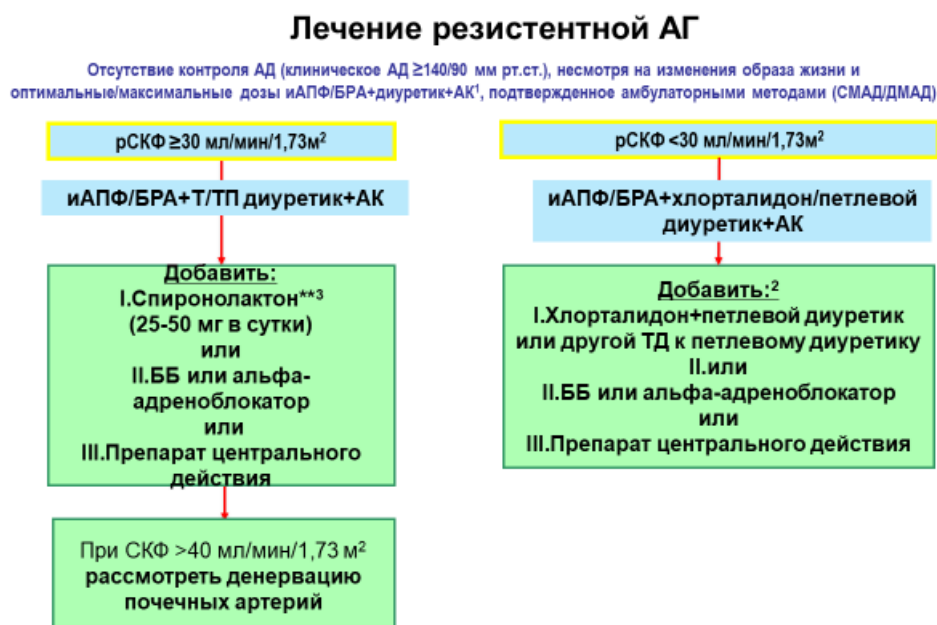 Лечение резистентной АГ
Отсутствие контроля АД (клиническое АД ≥140/90 мм рт.ст.), несмотря на изменения образа жизни и
оптимальные/максимальные дозы иАПФ/БРА+диуретик+АК¹, подтвержденное амбулаторными методами (СМАД/ДМАД)
рСКФ ≥30 мл/мин/1,73м²
иАПФ/БРА+Т/ТП диуретик+АК
Добавить:
I.Спиронолактон**³
(25-50 мг в сутки)
или
II.ББ или альфа-
адреноблокатор
или
III.Препарат центрального
действия
При СКФ >40 мл/мин/1,73 м²
рассмотреть денервацию
почечных артерий
рСКФ <30 мл/мин/1,73м²
иАПФ/БРА+хлорталидон/петлевой
диуретик+АК
Добавить:²
I.Хлорталидон+петлевой диуретик
или другой ТД к петлевому диуретику
II.или
II.ББ или альфа-адреноблокатор
или
III.Препарат центрального действия